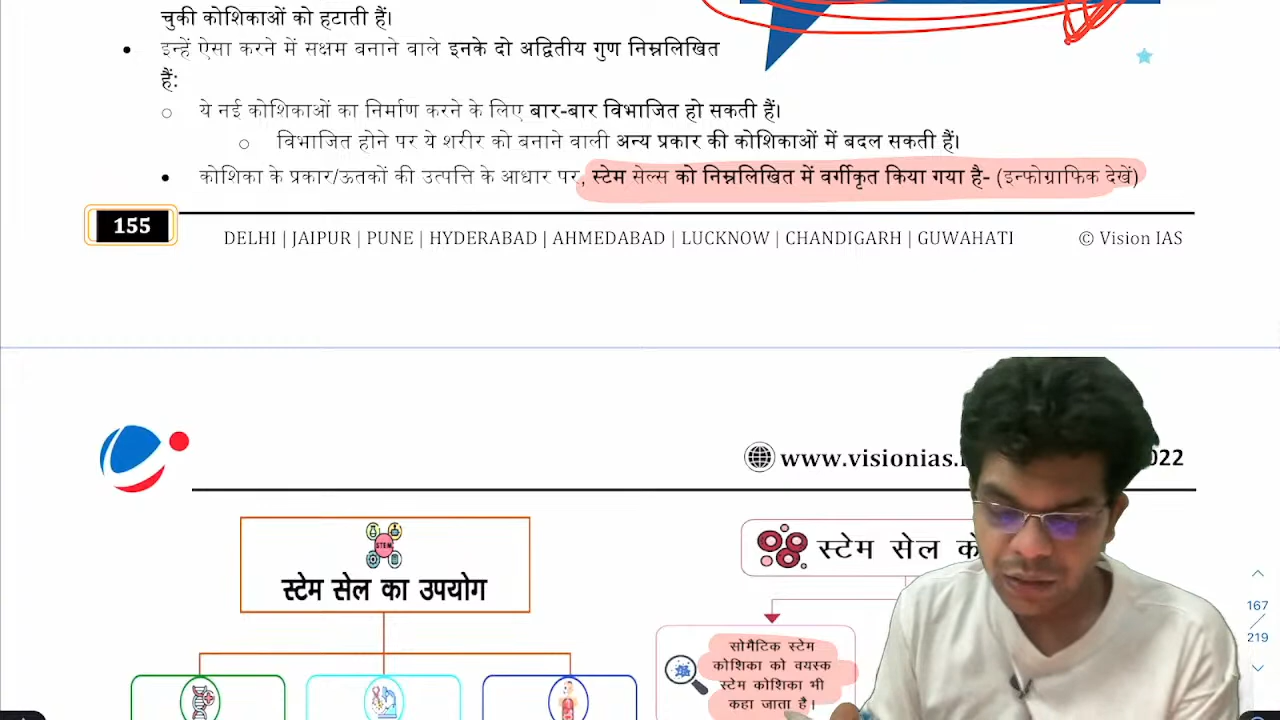 चुकी कोशिकाओं को हटाती हैं।
इन्हें ऐसा करने में सक्षम बनाने वाले इनके दो अद्वितीय गुण निम्नलिखित
हैं:
ये नई कोशिकाओं का निर्माण करने के लिए बार-बार विभाजित हो सकती हैं।
विभाजित होने पर ये शरीर को बनाने वाली अन्य प्रकार की कोशिकाओं में बदल सकती हैं।
कोशिका के प्रकार/ऊतकों की उत्पत्ति के आधार पर, स्टेम सेल्स को निम्नलिखित में वर्गीकृत किया गया है- (इन्फोग्राफिक देखें)
155
DELHI | JAIPUR | PUNE | HYDERABAD | AHMEDABAD | LUCKNOW | CHANDIGARH | GUWAHATI
© Vision IAS
www.visionias.
022
STEM
स्टेम सेल का उपयोग
स्टेम सेल के
सोमैटिक स्टेम
कोशिका को वयस्क
स्टेम कोशिका भी
कहा जाता है।
167
219